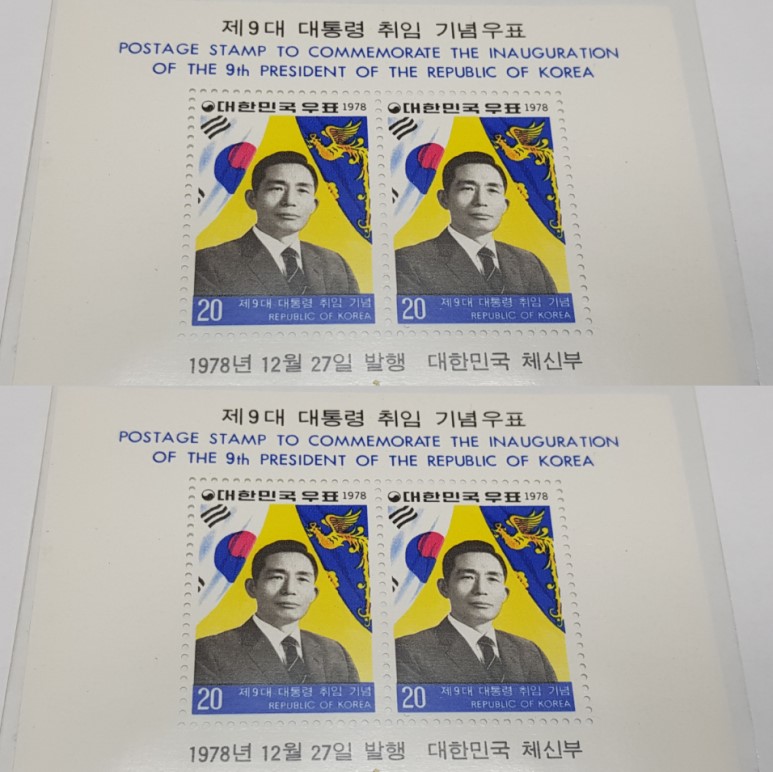 제9대 대통령 취임 기념우표
POSTAGE STAMP TO COMMEMORATE THE INAUGURATION
OF THE 9th PRESIDENT OF THE REPUBLIC OF KOREA
대한민국우표 1978
20 제9대 대통령 취임 기념
REPUBLIC OF KOREA
대한민국우표 1978
20 제9대 대통령 취임 기념
REPUBLIC OF KOREA
1978년 12월 27일 발행 대한민국 체신부
제9대 대통령 취임 기념우표
POSTAGE STAMP TO COMMEMORATE THE INAUGURATION
OF THE 9th PRESIDENT OF THE REPUBLIC OF KOREA
대한민국우표 1978
20 제9대 대통령 취임 기념
REPUBLIC OF KOREA
대한민국우표 1978
20 제9대 대통령 취임 기념
REPUBLIC OF KOREA
1978년 12월 27일 발행 대한민국 체신부